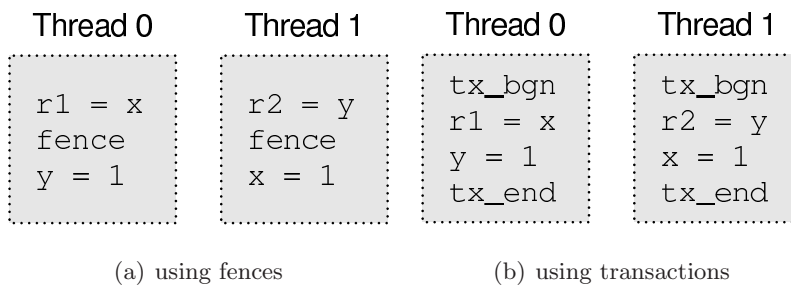 Thread 0
r1 = x
fence
y = 1
Thread 1
r2 = y
fence
x = 1
(a) using fences
Thread 0
tx_bgn
r1 = x
y = 1
tx_end
Thread 1
tx_bgn
r2 = y
x = 1
tx_end
(b) using transactions